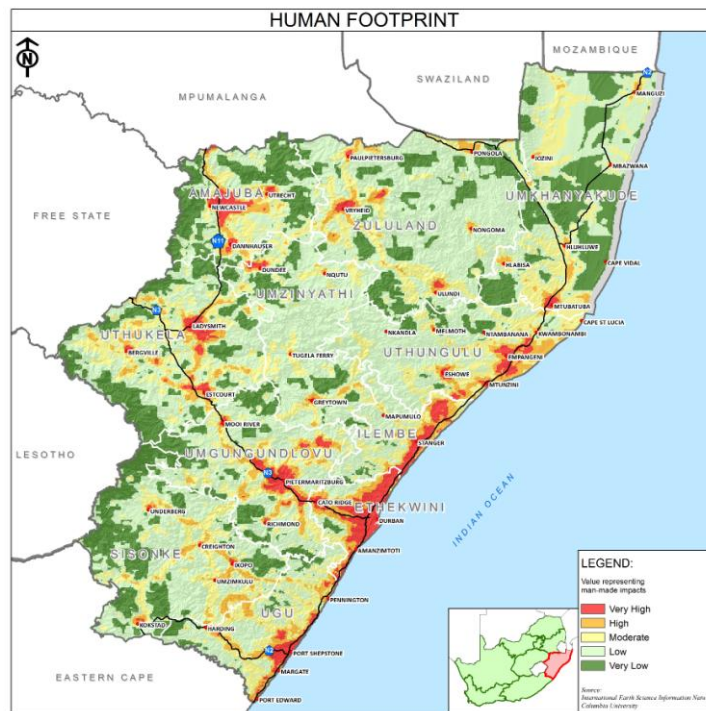 HUMAN FOOTPRINT
N
MOZAMBIQUE
SWAZILAND
MPUMALANGA
N2
MANGUZI
PAULPIETERSBURG
PONGOLA
JOZINI
MBAZWANA
AMAJUBA
UTRECHT
NEWCASTLE
UMKHANYAKUDE
FREE STATE
VRYHEID
ZULULAND
NONGOMA
N11
DANNHAUSER
HLUHLUWE
DUNDEE
NQUTU
HLABISA
CAPE VIDAL
UMZINYATHI
ULUNDI
MTUBATUBA
LADYSMITH
CAPE ST LUCIA
UTHUKELA
NKANDLA
MELMOTH
NTAMBANANA
KWAMBONAMBI
BERGVILLE
TUGELA FERRY
UTHUNGULU
EMPANGENI
ESHOWE
MTUNZINI
ESTCOURT
GREYTOWN
MOOI RIVER
MAPUMULO
ILEMBE
STANGER
LESOTHO
UMGUNGUNDLOVU
N3
PIETERMARITZBURG
CATO RIDGE
ETHEKWINI
UNDERBERG
RICHMOND
DURBAN
INDIAN OCEAN
SISONKE
CREIGHTON
AMANZIMTOTI
IXOPO
UMZIMKULU
PENNINGTON
UGU
KOKSTAD
HARDING
N2
PORT SHEPSTONE
MARGATE
EASTERN CAPE
PORT EDWARD
LEGEND:
Value representing
man-made impacts
Very High
High
Moderate
Low
Very Low
Source:
International Earth Science Information Netw
Columbia University